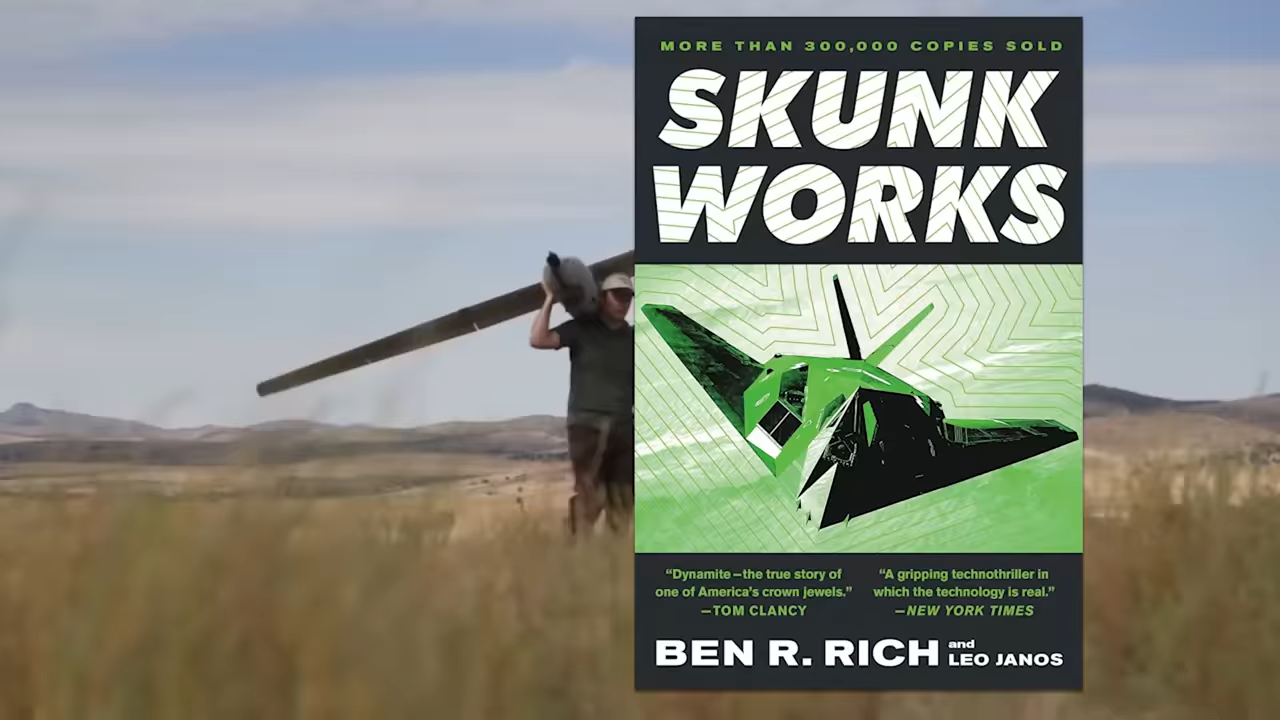 MORE THAN 300,000 COPIES SOLD
SKUNK
WORKS
“Dynamite—the true story of
one of America’s crown jewels.”
—TOM CLANCY
“A gripping technothriller in
which the technology is real.”
—NEW YORK TIMES
BEN R. RICH and
LEO JANOS